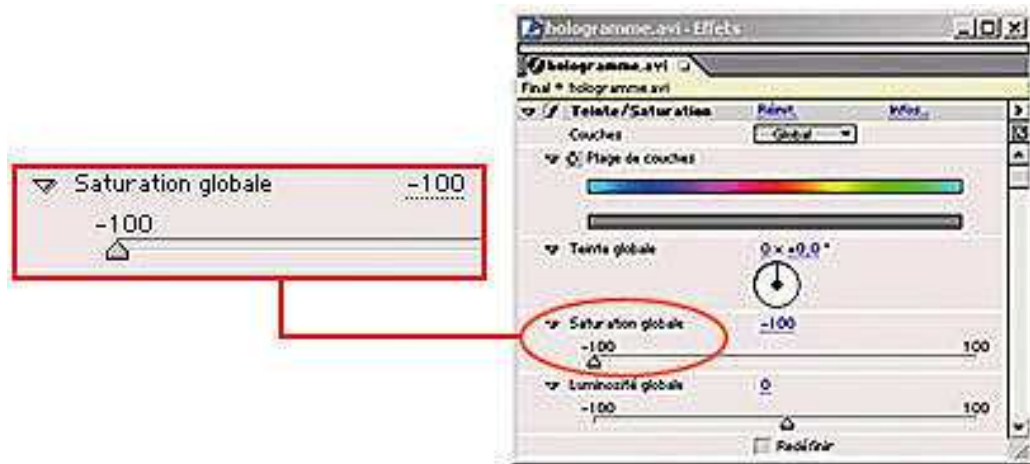 Saturation globale -100
-100
hologramme.avi - Effets
hologramme.avi
Final * hologramme.avi
Teinte/Saturation Réinit. Infos...
Couches Global
Plage de couches
Teinte globale 0 x +0,0 °
Saturation globale -100
-100 100
Luminosité globale 0
-100 100
Redéfinir